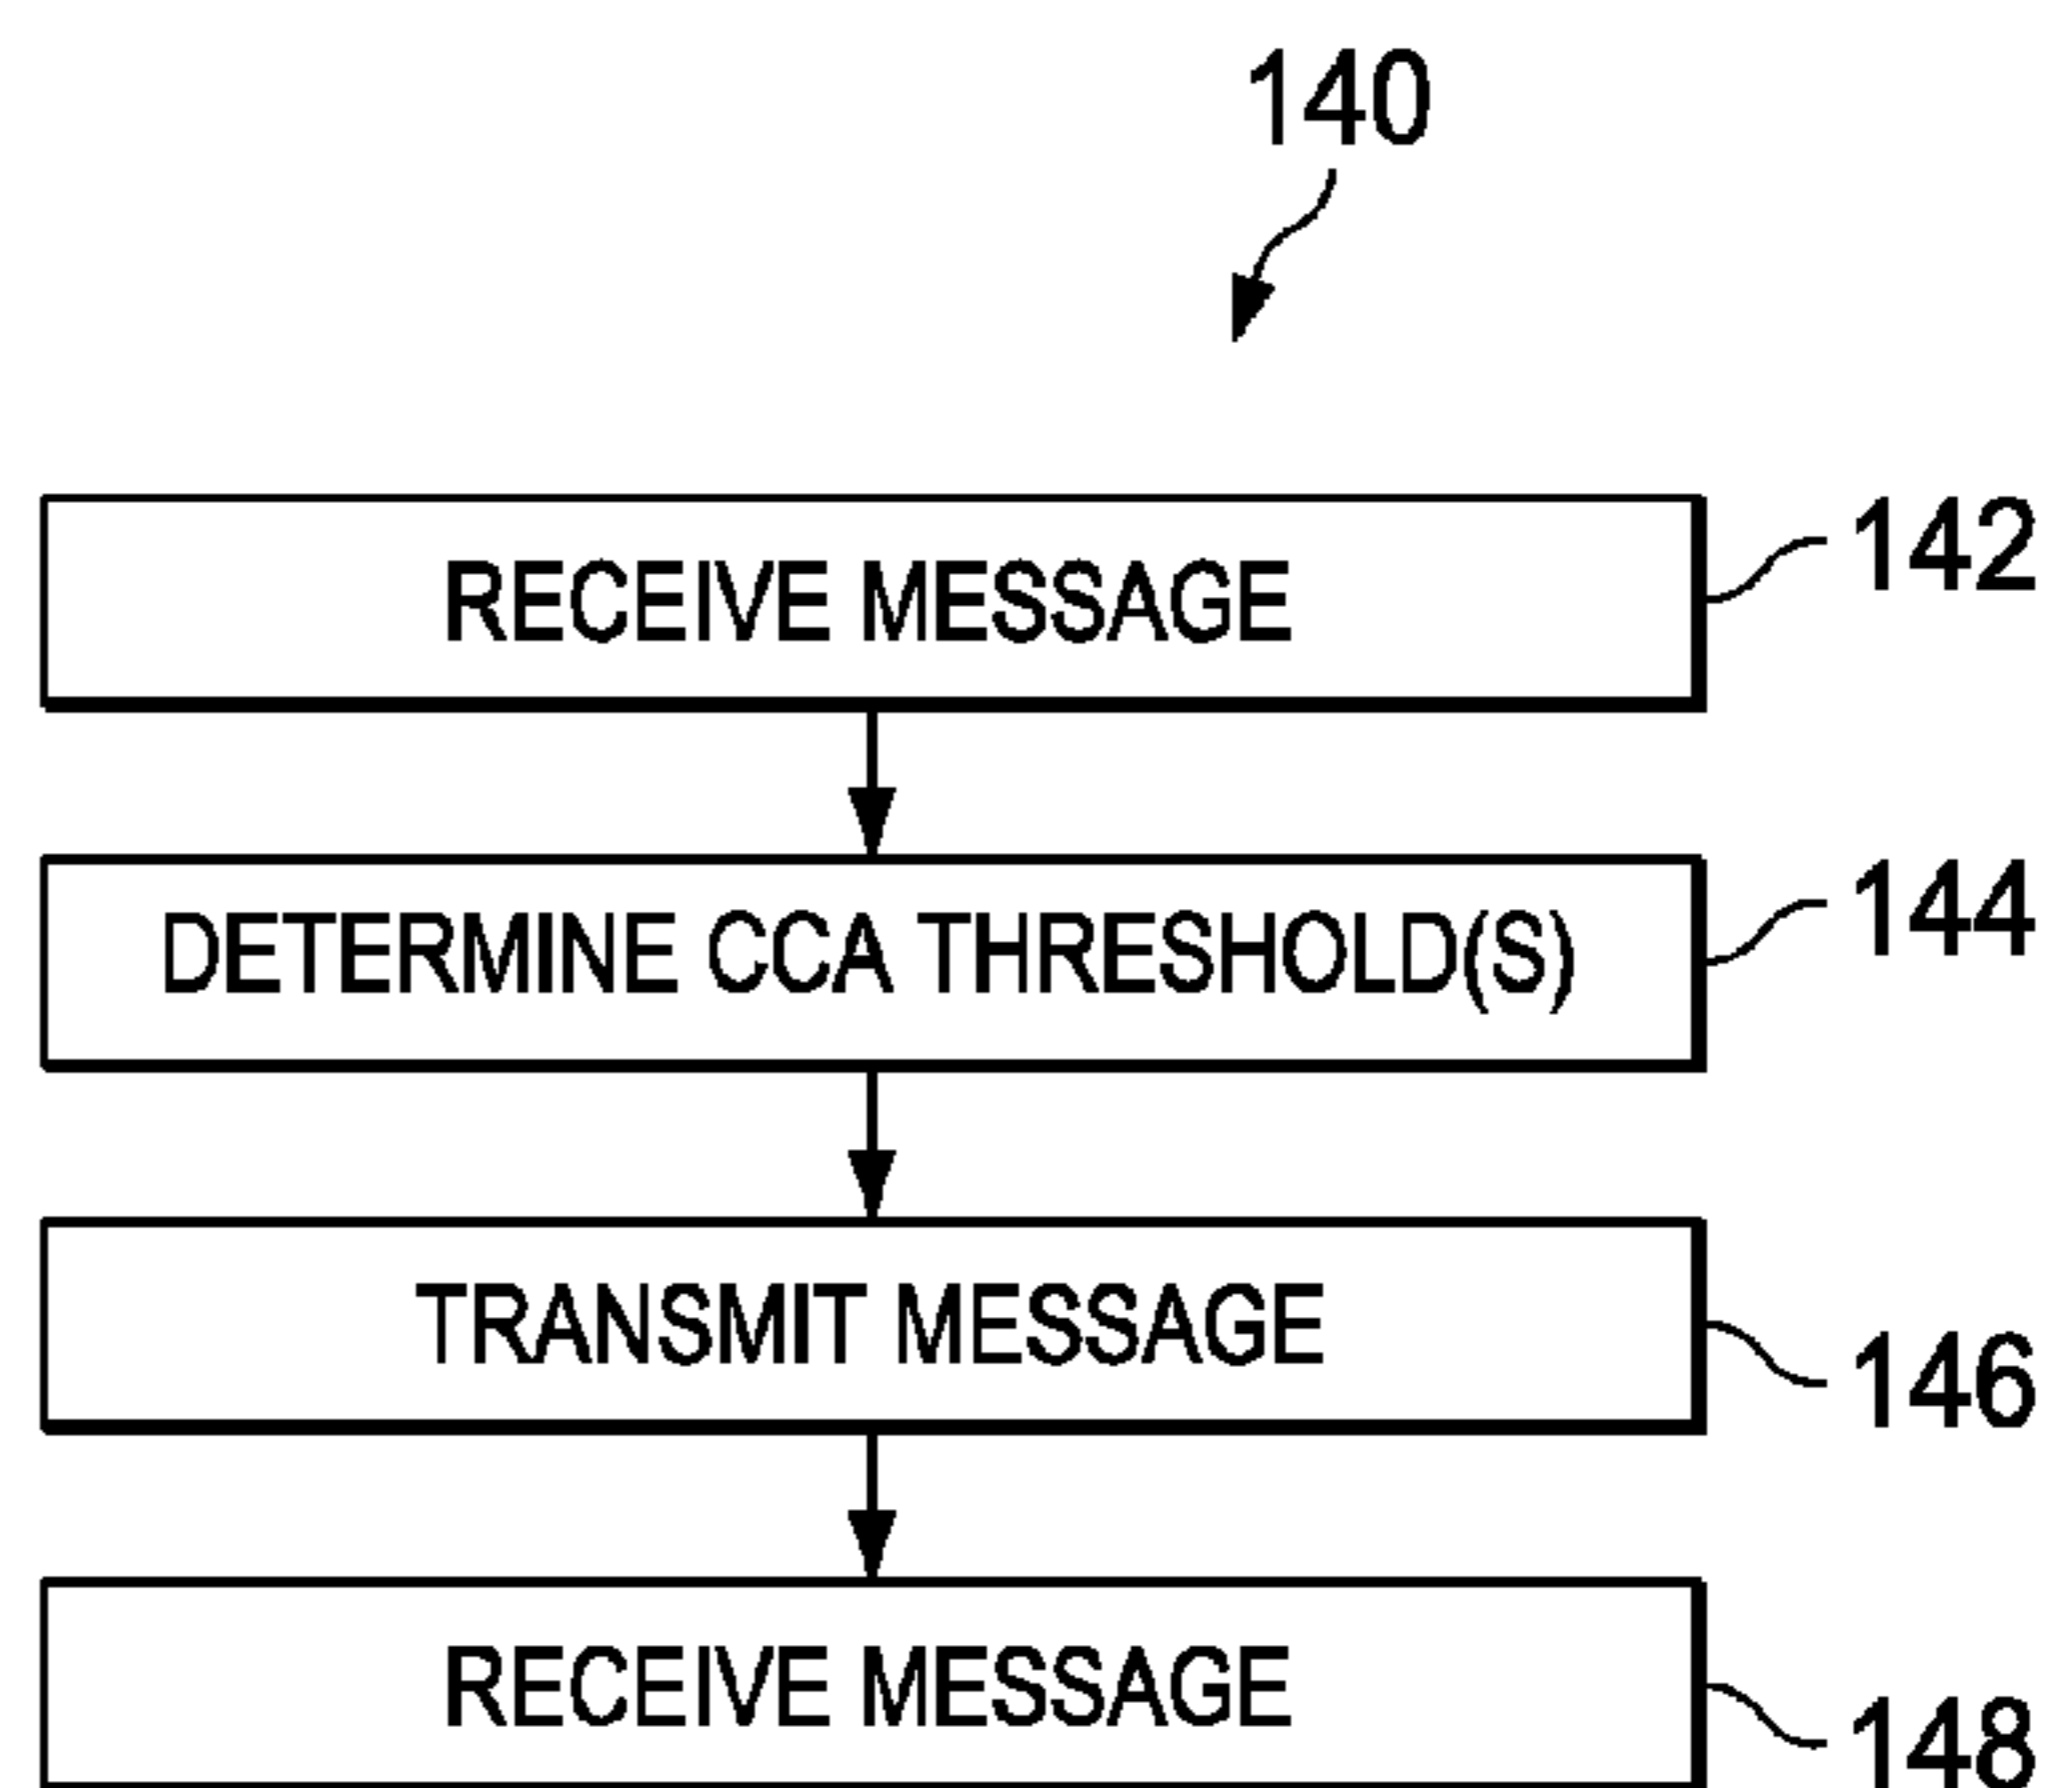 140
RECEIVE MESSAGE
142
DETERMINE CCA THRESHOLD(S)
144
TRANSMIT MESSAGE
146
RECEIVE MESSAGE
148